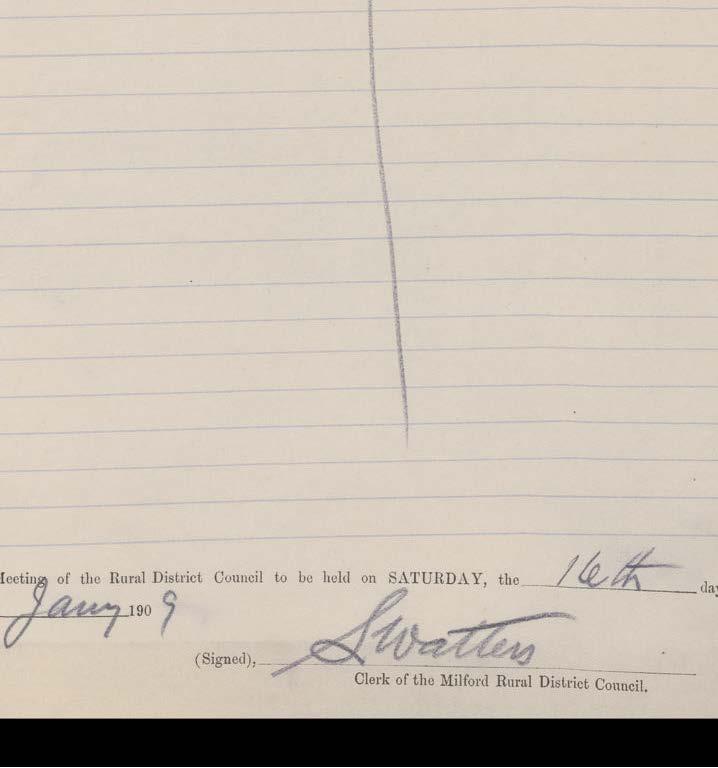 Meeting of the Rural District Council to be held on SATURDAY, the 16th day
Jany 1909
(Signed), S Watters
Clerk of the Milford Rural District Council.